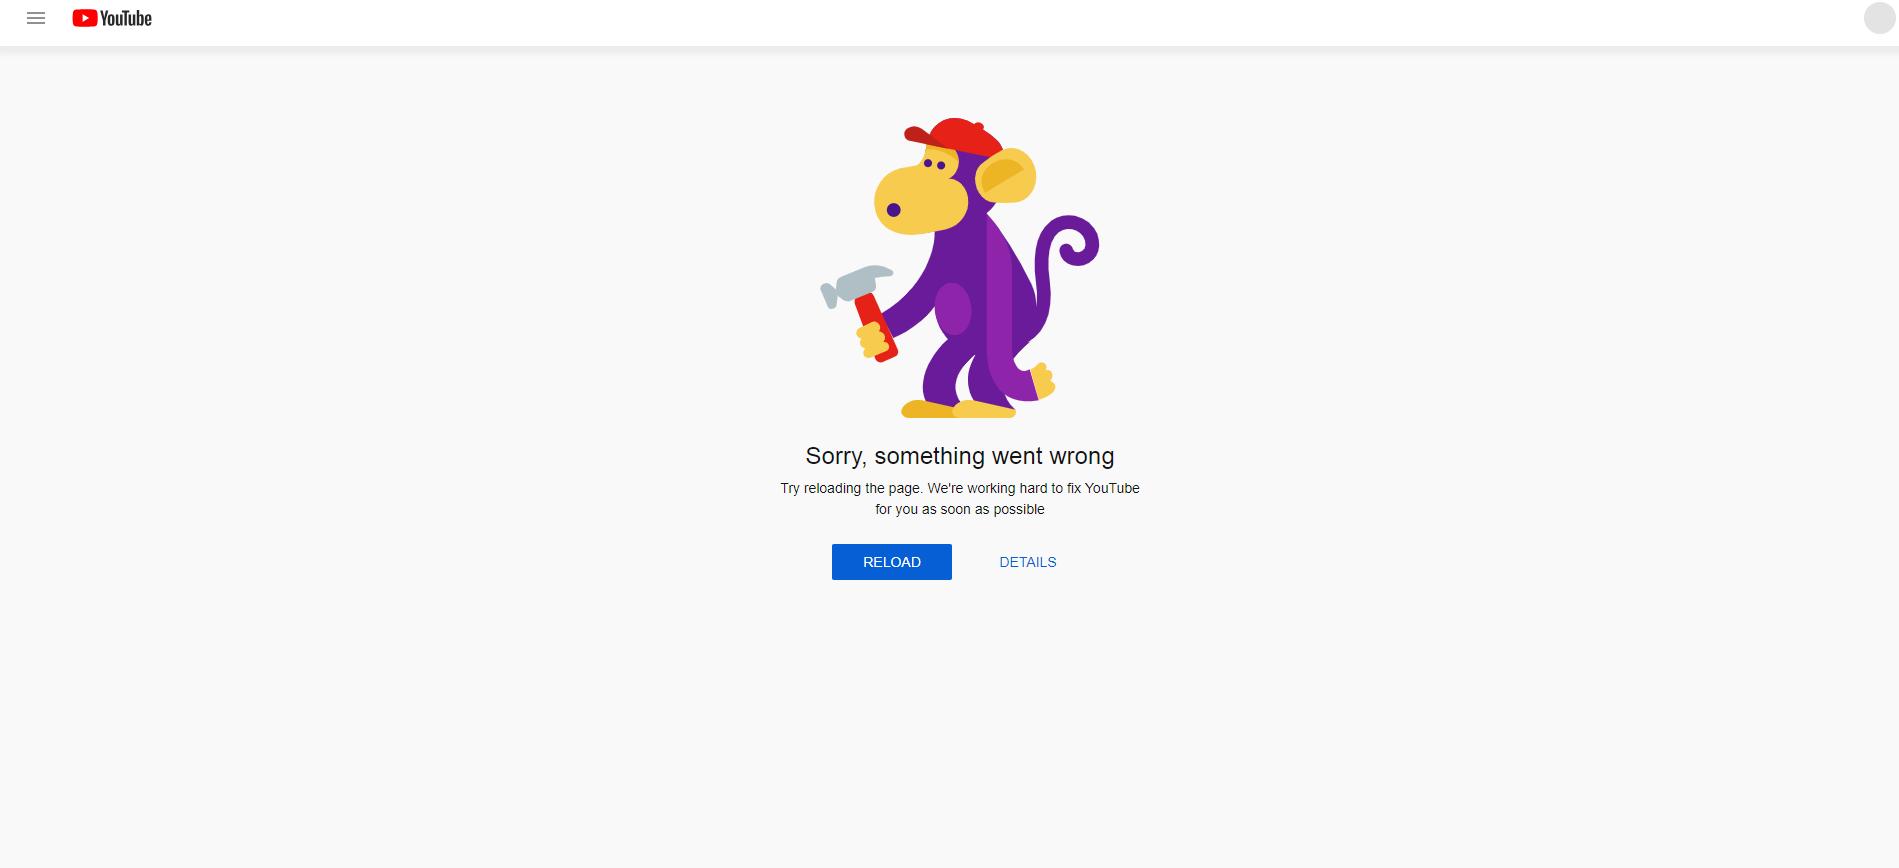 YouTube
Sorry, something went wrong
Try reloading the page. We're working hard to fix YouTube
for you as soon as possible
RELOAD
DETAILS